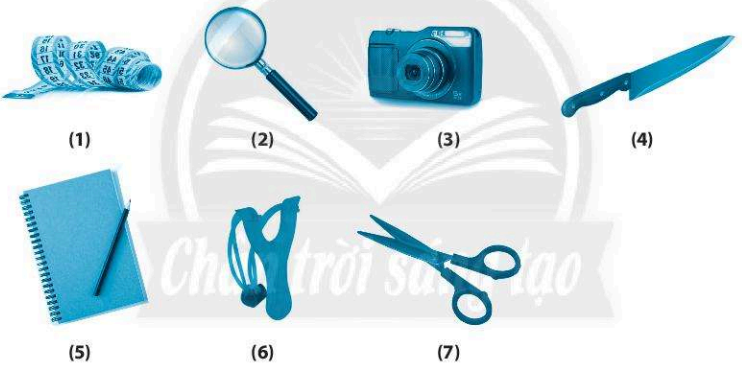 (1) (2) (3) (4)
Chân trời sáng tạo
(5) (6) (7)